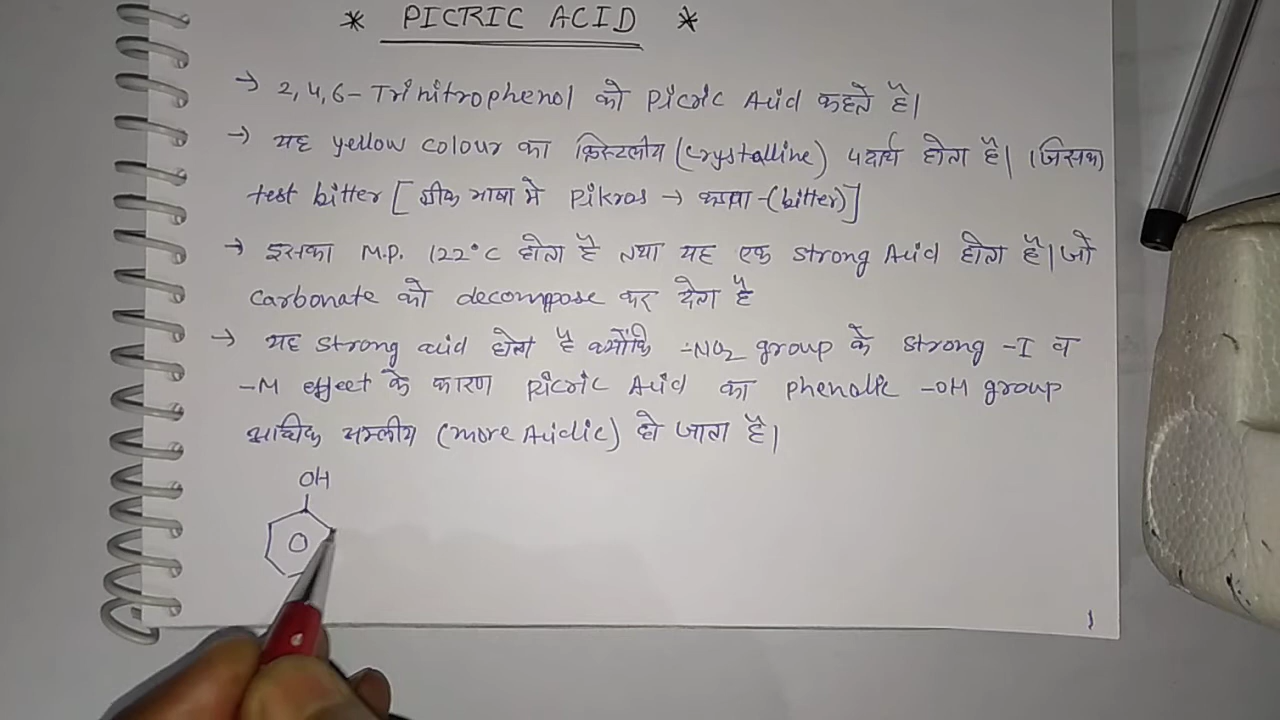 * PICRIC ACID *
→ 2,4,6- Trinitrophenol को Picric Acid कहते है।
→ यह yellow colour का क्रिस्टलीय (crystalline) पदार्थ होता है। (जिसका
test bitter [ग्रीक भाषा मे Pikros → कड़वा -(bitter)]
→ इसका M.P. 122°C होता है तथा यह एक strong Acid होता है। जो
Carbonate को decompose कर देता है
→ यह strong acid होता है क्योंकि -NO2 group के strong -I व
-M effect के कारण Picric Acid का phenolic -OH group
अधिक अम्लीय (more Acidic) हो जाता है।
OH
1